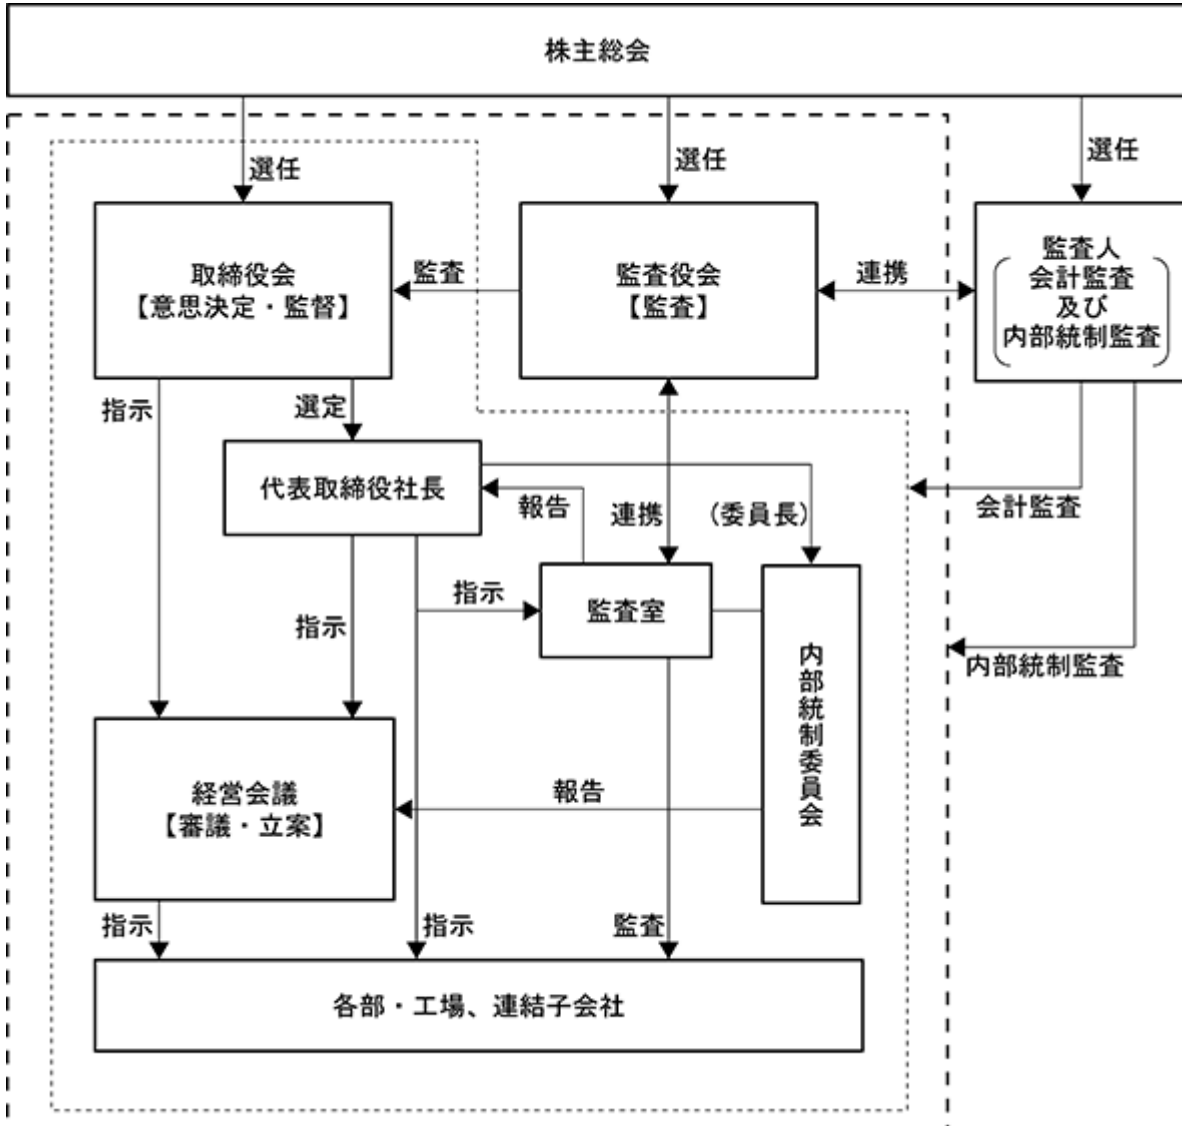 株主総会
選任
選任
選任
取締役会
【意思決定・監督】
監査
監査役会
【監査】
連携
監査人
会計監査
及び
内部統制監査
指示
選定
代表取締役社長
報告
連携
(委員長)
会計監査
指示
監査室
指示
内部統制委員会
内部統制監査
経営会議
【審議・立案】
報告
指示
指示
監査
各部・工場、連結子会社